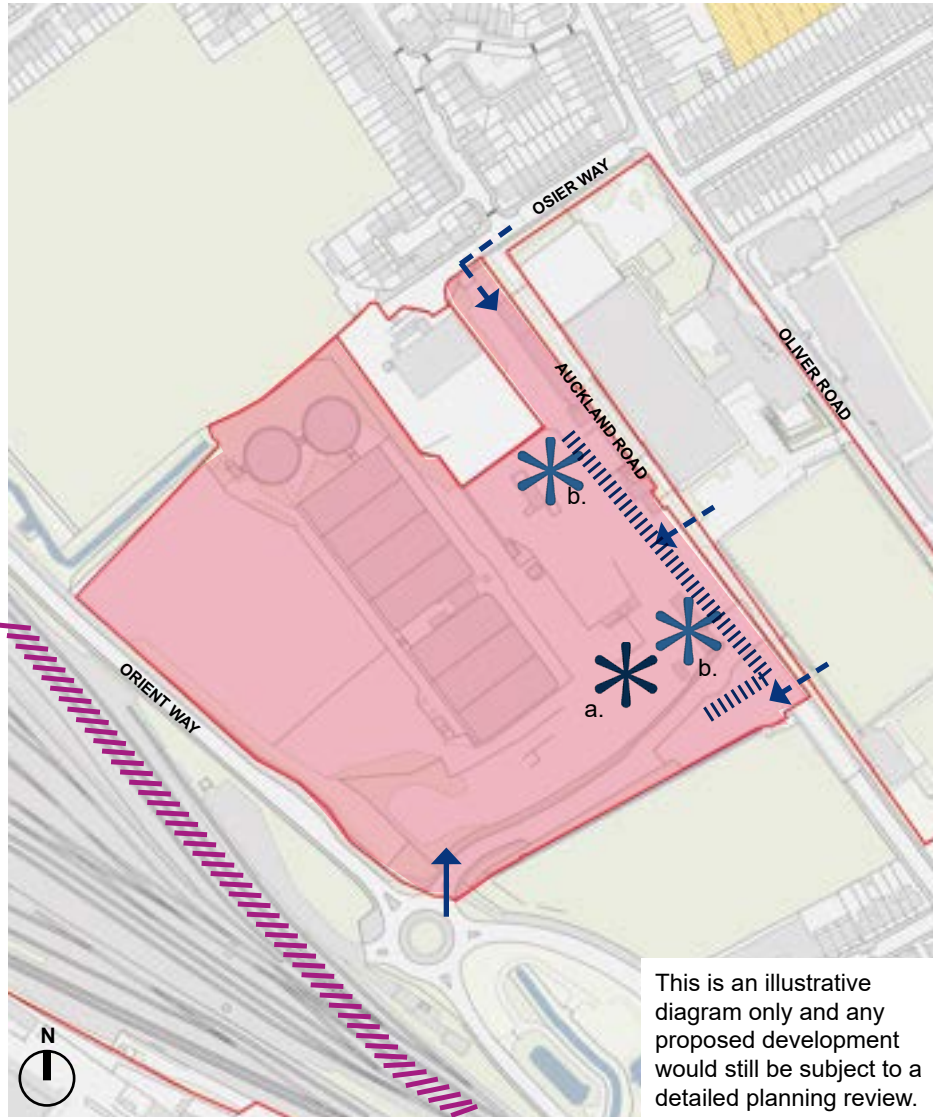 OSIER WAY
OLIVER ROAD
AUCKLAND ROAD
b.
b.
a.
ORIENT WAY
N
This is an illustrative
diagram only and any
proposed development
would still be subject to a
detailed planning review.